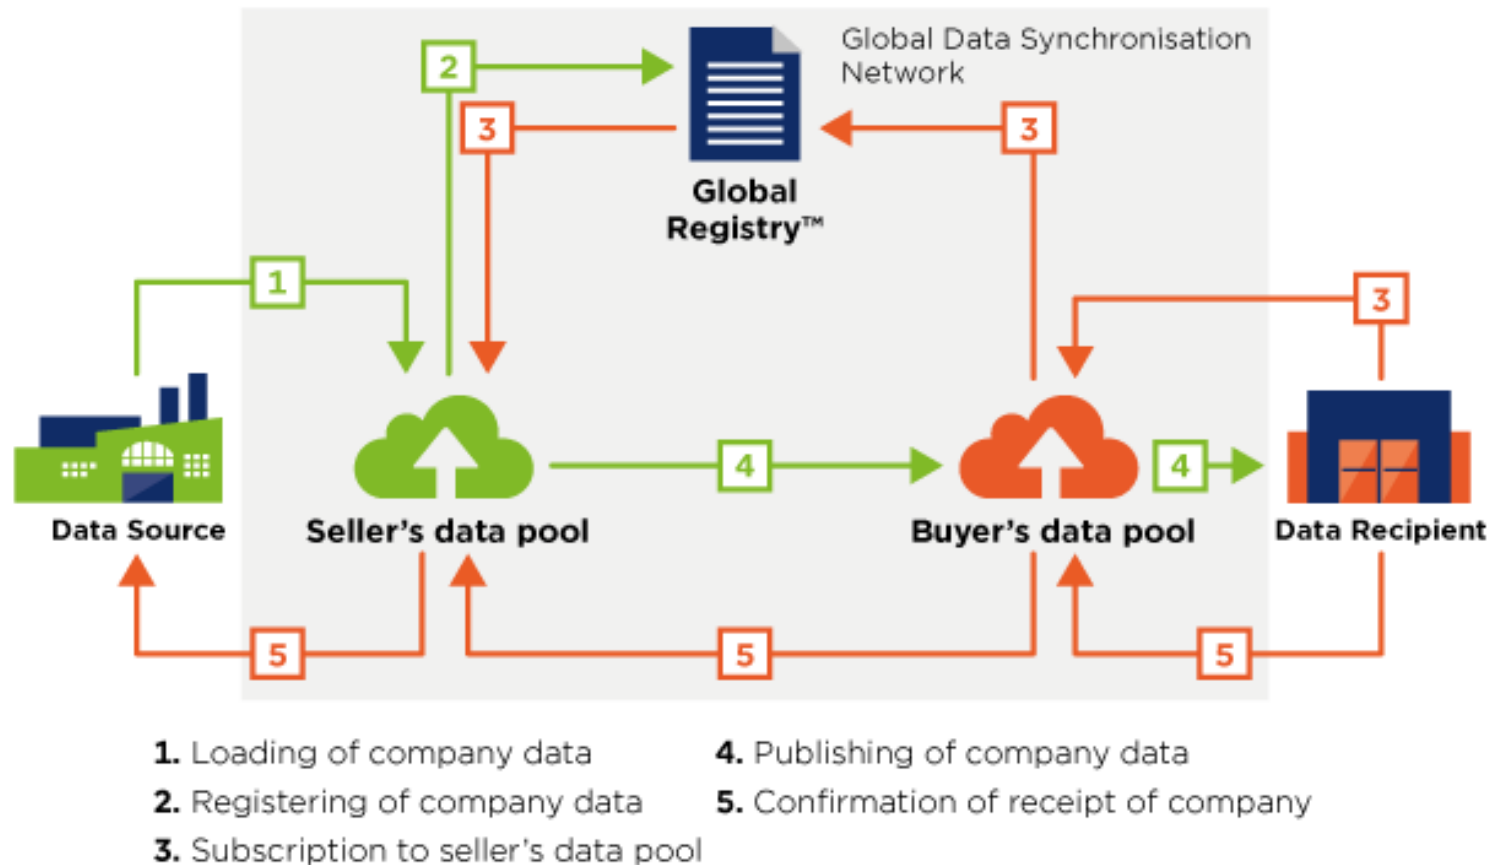 2
Global Data Synchronisation
Network
3
3
Global
Registry™
1
3
4
4
Data Source
Seller's data pool
Buyer's data pool
Data Recipient
5
5
5
1. Loading of company data
2. Registering of company data
3. Subscription to seller's data pool
4. Publishing of company data
5. Confirmation of receipt of company